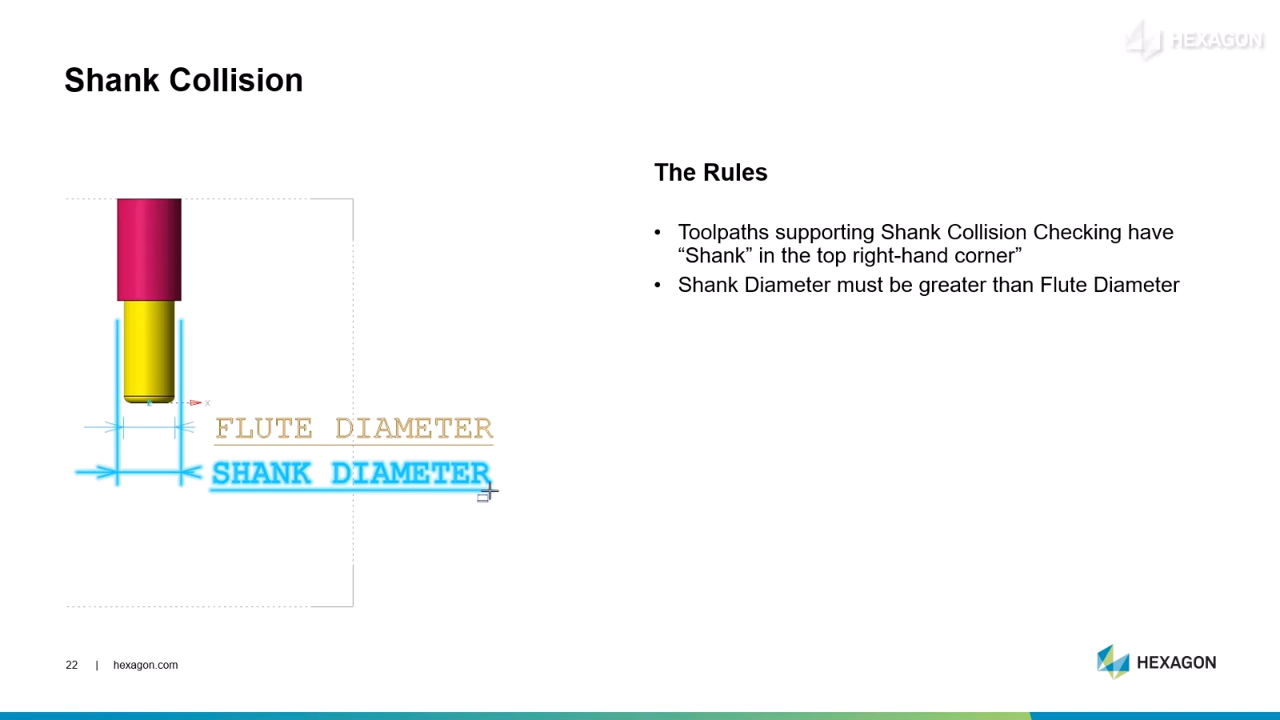 HEXAGON
Shank Collision
The Rules
• Toolpaths supporting Shank Collision Checking have
“Shank” in the top right-hand corner”
• Shank Diameter must be greater than Flute Diameter
X
FLUTE DIAMETER
SHANK DIAMETER
22 | hexagon.com
HEXAGON